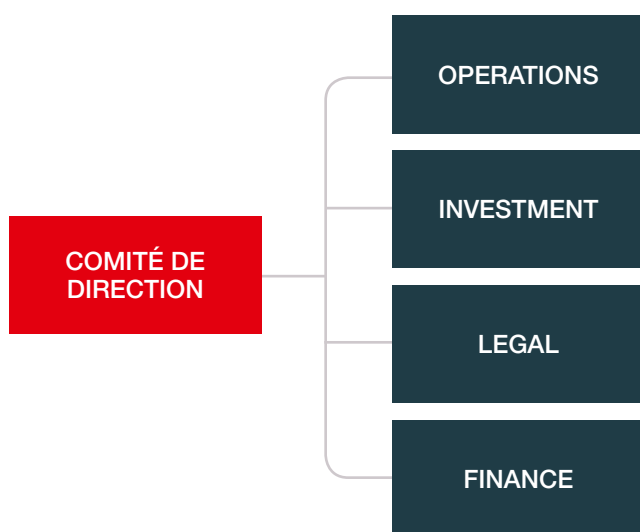 OPERATIONS
INVESTMENT
COMITÉ DE
DIRECTION
LEGAL
FINANCE